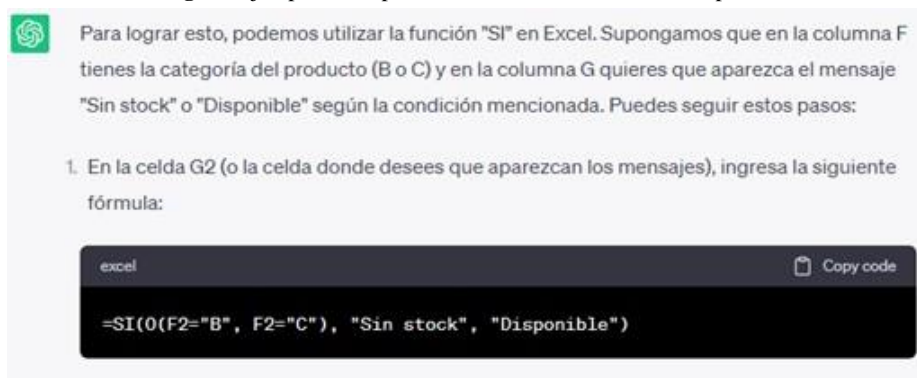 Para lograr esto, podemos utilizar la función "SI" en Excel. Supongamos que en la columna F
tienes la categoría del producto (B o C) y en la columna G quieres que aparezca el mensaje
"Sin stock" o "Disponible" según la condición mencionada. Puedes seguir estos pasos:
1. En la celda G2 (o la celda donde desees que aparezcan los mensajes), ingresa la siguiente
fórmula:
excel
Copy code
=SI(O(F2="B", F2="C"), "Sin stock", "Disponible")